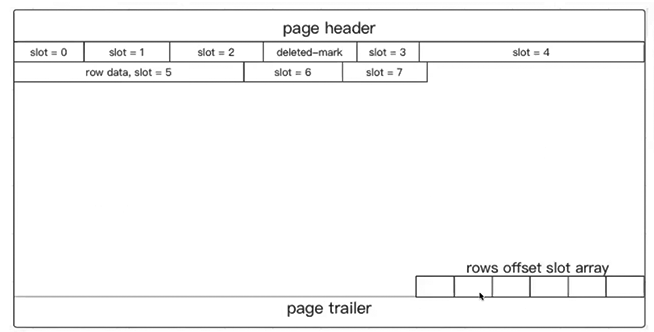 page header
slot = 0 slot = 1 slot = 2 deleted-mark slot = 3 slot = 4
row data, slot = 5 slot = 6 slot = 7
rows offset slot array
page trailer